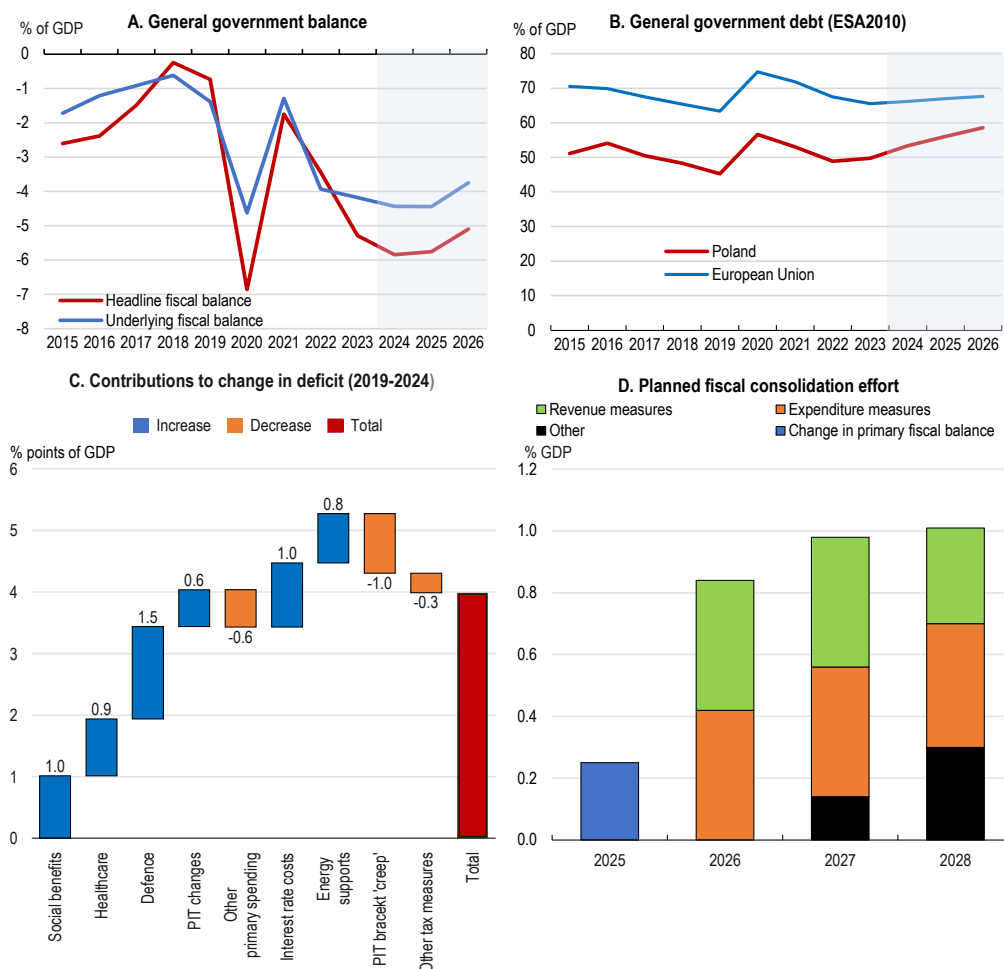 A. General government balance
% of GDP
0
-1
-2
-3
-4
-5
-6
-7
-8
Headline fiscal balance
Underlying fiscal balance
2015 2016 2017 2018 2019 2020 2021 2022 2023 2024 2025 2026
B. General government debt (ESA2010)
% of GDP
80
70
60
50
40
30
20
10
0
Poland
European Union
2015 2016 2017 2018 2019 2020 2021 2022 2023 2024 2025 2026
C. Contributions to change in deficit (2019-2024)
Increase Decrease Total
% points of GDP
6
5
4
3
2
1
0
1.0
0.9
1.5
0.6
-0.6
1.0
0.8
-1.0
-0.3
Social benefits
Healthcare
Defence
PIT changes
Other
primary spending
Interest rate costs
Energy
supports
PIT brackekt 'creep'
Other tax measures
Total
D. Planned fiscal consolidation effort
Revenue measures Expenditure measures
Other Change in primary fiscal balance
% GDP
1.2
1.0
0.8
0.6
0.4
0.2
0.0
2025 2026 2027 2028